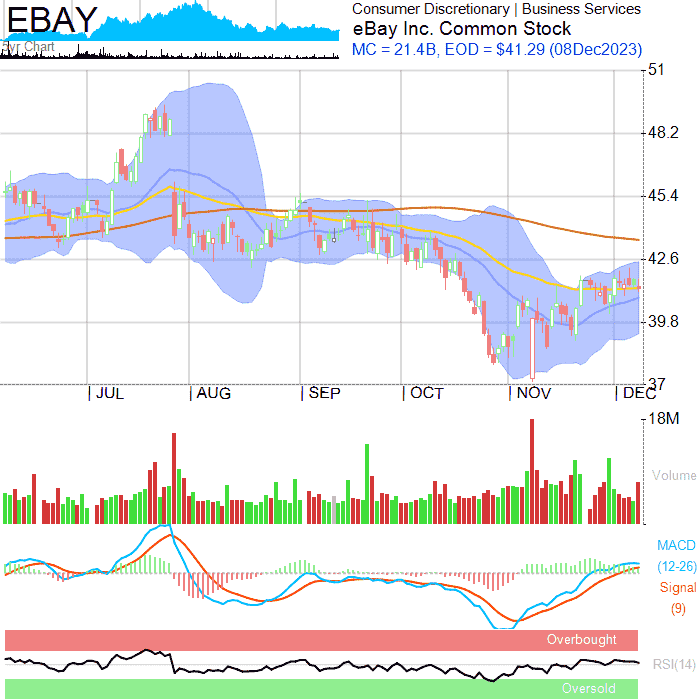 EBAY
5yr Chart
Consumer Discretionary | Business Services
eBay Inc. Common Stock
MC = 21.4B, EOD = $41.29 (08Dec2023)
51
48.2
45.4
42.6
39.8
37
| JUL
| AUG
| SEP
| OCT
| NOV
| DEC
18M
Volume
MACD
(12-26)
Signal
(9)
Overbought
RSI(14)
Oversold